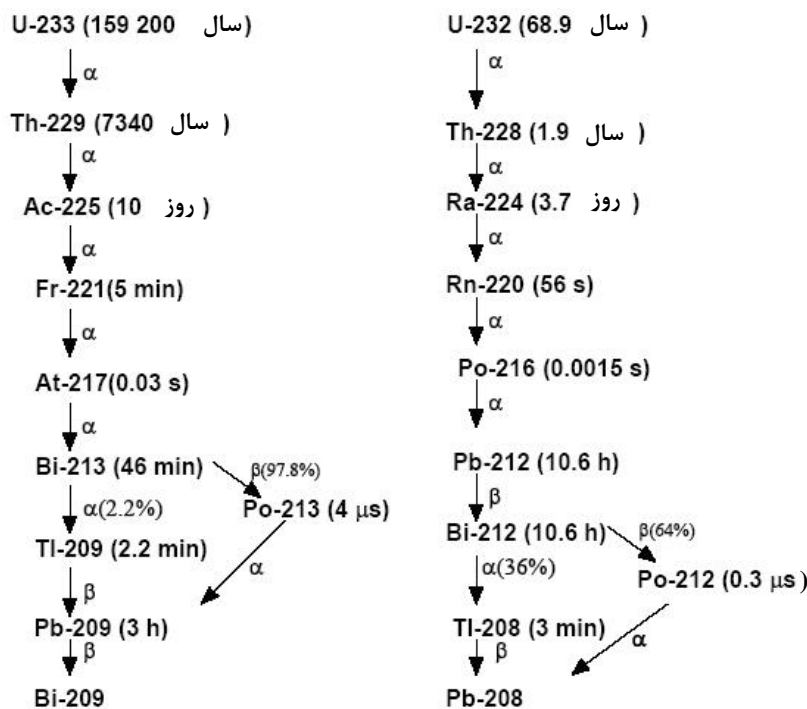 U-233 (159 200 سال)
α
Th-229 (7340 سال )
α
Ac-225 (10 روز )
α
Fr-221(5 min)
α
At-217(0.03 s)
α
Bi-213 (46 min)
β(97.8%)
α(2.2%)
Po-213 (4 μs)
Tl-209 (2.2 min)
α
β
Pb-209 (3 h)
β
Bi-209
U-232 (68.9 سال )
α
Th-228 (1.9 سال )
α
Ra-224 (3.7 روز )
α
Rn-220 (56 s)
α
Po-216 (0.0015 s)
α
Pb-212 (10.6 h)
β
Bi-212 (10.6 h)
β(64%)
α(36%)
Po-212 (0.3 μs)
Tl-208 (3 min)
α
β
Pb-208